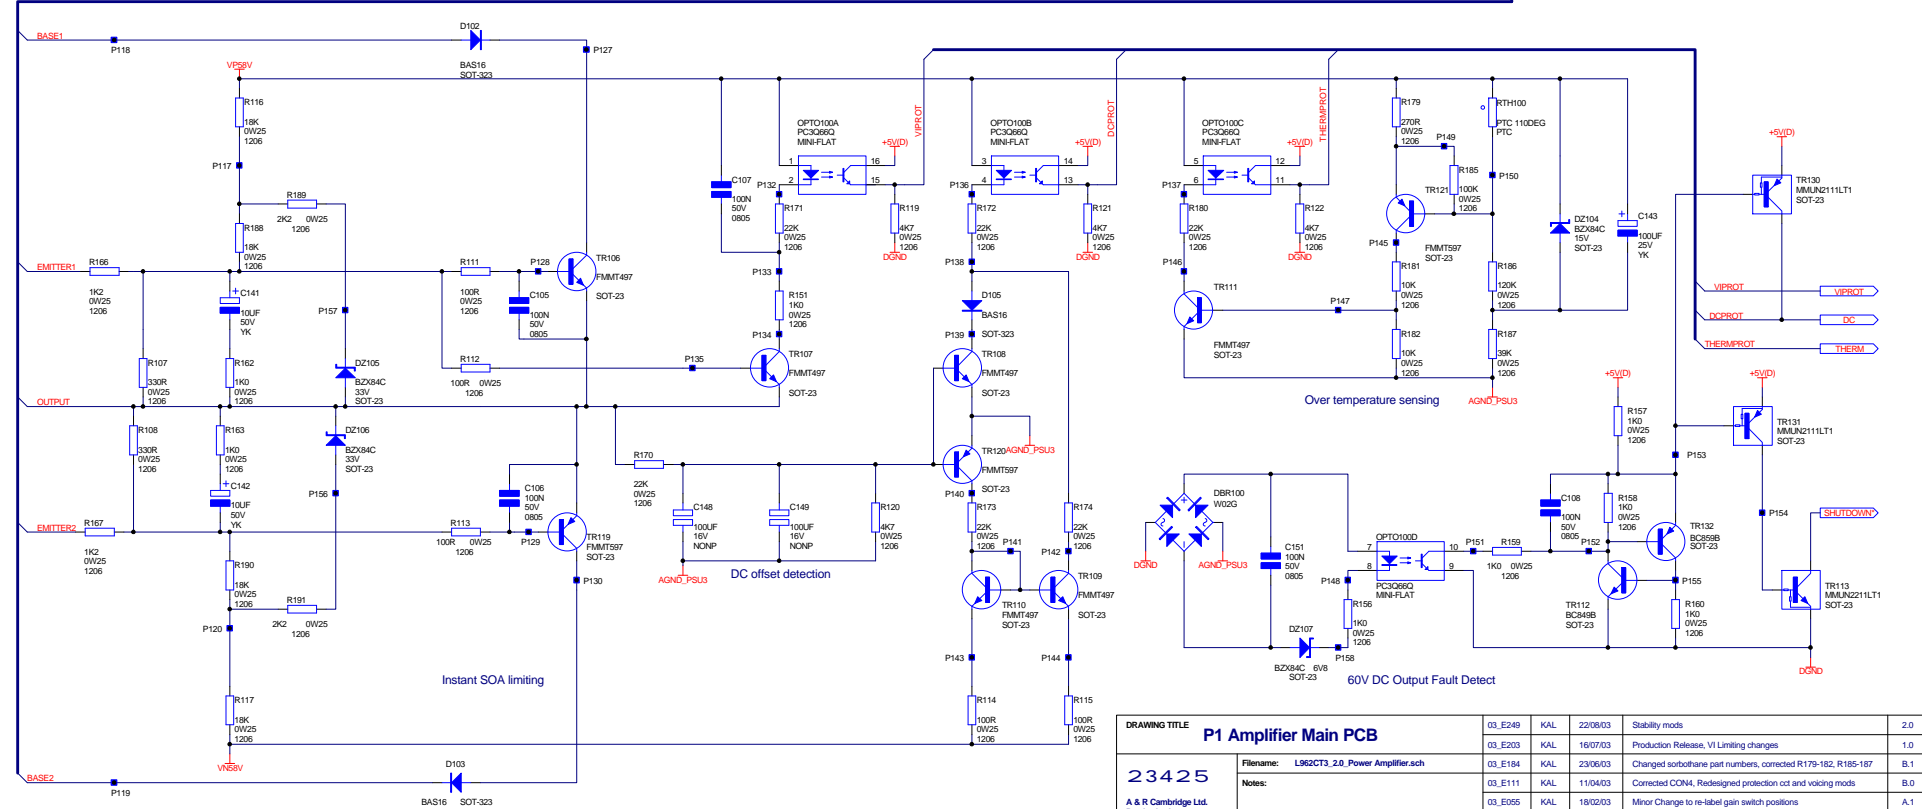 BASE1
P118
D102
BAS16
SOT-323
P127
VP58V
R116
18K
0W25
1206
P117
R189
2K2 0W25
1206
R188
18K
0W25
1206
EMITTER1
R166
1K2
0W25
1206
C141
10UF
50V
YK
P157
R111
100R
0W25
1206
P128
C105
100N
50V
0805
TR106
FMMT497
SOT-23
R107
330R
0W25
1206
R162
1K0
0W25
1206
DZ105
BZX84C
33V
SOT-23
R112
100R 0W25
1206
P135
OUTPUT
R108
330R
0W25
1206
R163
1K0
0W25
1206
DZ106
BZX84C
33V
SOT-23
C142
10UF
50V
YK
P156
EMITTER2
R167
1K2
0W25
1206
R113
100R 0W25
1206
C106
100N
50V
0805
P129
TR119
FMMT597
SOT-23
P130
R190
18K
0W25
1206
R191
2K2 0W25
1206
P120
R117
18K
0W25
1206
VN58V
BASE2
P119
D103
BAS16 SOT-323
Instant SOA limiting
C107
100N
50V
0805
OPTO100A
PC3Q66Q
MINI-FLAT
1
2
16
15
+5V(D)
VIPROT
P132
R171
22K
0W25
1206
R119
4K7
0W25
1206
DGND
P133
R151
1K0
0W25
1206
P134
TR107
FMMT497
SOT-23
OPTO100B
PC3Q66Q
MINI-FLAT
3
4
14
13
+5V(D)
DCPROT
P136
R172
22K
0W25
1206
R121
4K7
0W25
1206
DGND
P138
D105
BAS16
SOT-323
P139
TR108
FMMT497
SOT-23
AGND_PSU3
TR120
FMMT597
SOT-23
P140
R170
22K
0W25
1206
C148
100UF
16V
NONP
C149
100UF
16V
NONP
R120
4K7
0W25
1206
AGND_PSU3
DC offset detection
R173
22K
0W25
1206
P141
R174
22K
0W25
1206
P142
TR110
FMMT497
SOT-23
TR109
FMMT497
SOT-23
P143
P144
R114
100R
0W25
1206
R115
100R
0W25
1206
OPTO100C
PC3Q66Q
MINI-FLAT
5
6
12
11
+5V(D)
THERMPROT
P137
R180
22K
0W25
1206
R122
4K7
0W25
1206
DGND
P146
TR111
FMMT497
SOT-23
P147
R179
270R
0W25
1206
P149
R185
100K
0W25
1206
TR121
FMMT597
SOT-23
P145
R181
10K
0W25
1206
R182
10K
0W25
1206
RTH100
PTC 110DEG
PTC
P150
R186
120K
0W25
1206
R187
39K
0W25
1206
AGND_PSU3
DZ104
BZX84C
15V
SOT-23
C143
100UF
25V
YK
Over temperature sensing
+5V(D)
TR130
MMUN2111LT1
SOT-23
VIPROT
VIPROT
DCPROT
DC
THERMPROT
THERM
+5V(D)
R157
1K0
0W25
1206
+5V(D)
TR131
MMUN2111LT1
SOT-23
P153
P154
SHUTDOWN*
DBR100
W02G
DGND
AGND_PSU3
C151
100N
50V
0805
OPTO100D
7
8
10
9
PC3Q66Q
MINI-FLAT
P148
R156
1K0
0W25
1206
DZ107
BZX84C 6V8
SOT-23
P158
P151
R159
1K0 0W25
1206
P152
C108
100N
50V
0805
R158
1K0
0W25
1206
TR132
BC859B
SOT-23
TR112
BC849B
SOT-23
P155
R160
1K0
0W25
1206
TR113
MMUN2211LT1
SOT-23
DGND
60V DC Output Fault Detect
DRAWING TITLE
P1 Amplifier Main PCB
23425
A & R Cambridge Ltd.
Filename: L962CT3_2.0_Power Amplifier.sch
Notes:
03_E249 KAL 22/08/03 Stability mods 2.0
03_E203 KAL 16/07/03 Production Release, VI Limiting changes 1.0
03_E184 KAL 23/06/03 Changed sorbothane part numbers, corrected R179-182, R185-187 B.1
03_E111 KAL 11/04/03 Corrected CON4, Redesigned protection cct and voicing mods B.0
03_E055 KAL 18/02/03 Minor Change to re-label gain switch positions A.1